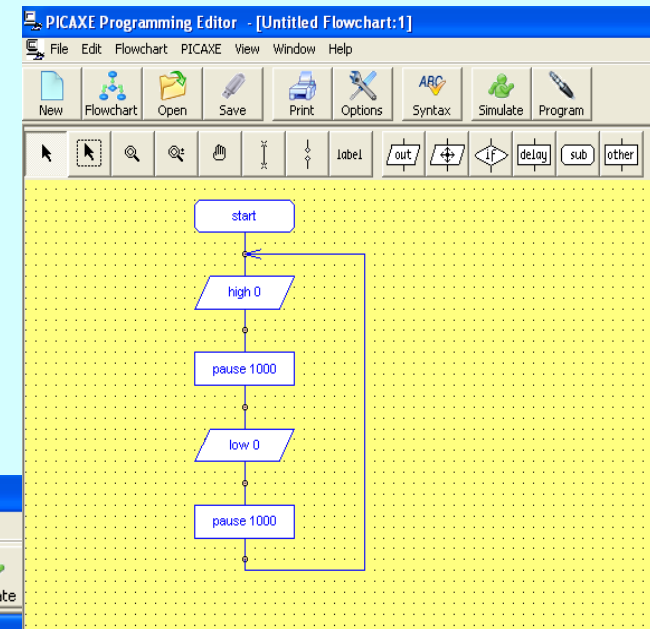 PICAXE Programming Editor - [Untitled Flowchart:1]
File Edit Flowchart PICAXE View Window Help
ABC
New Flowchart Open Save Print Options Syntax Simulate Program
label out if delay sub other
start
high 0
pause 1000
low 0
pause 1000